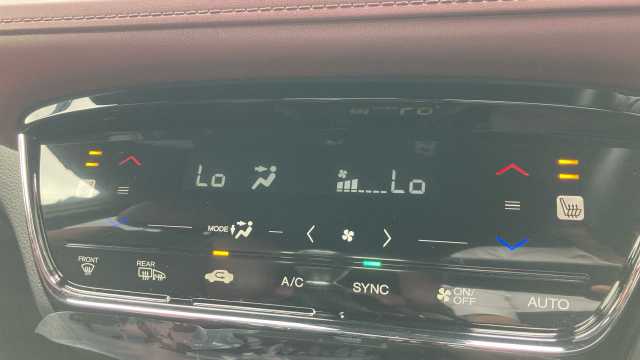 Lo Lo
MODE
FRONT REAR A/C SYNC ON/OFF AUTO